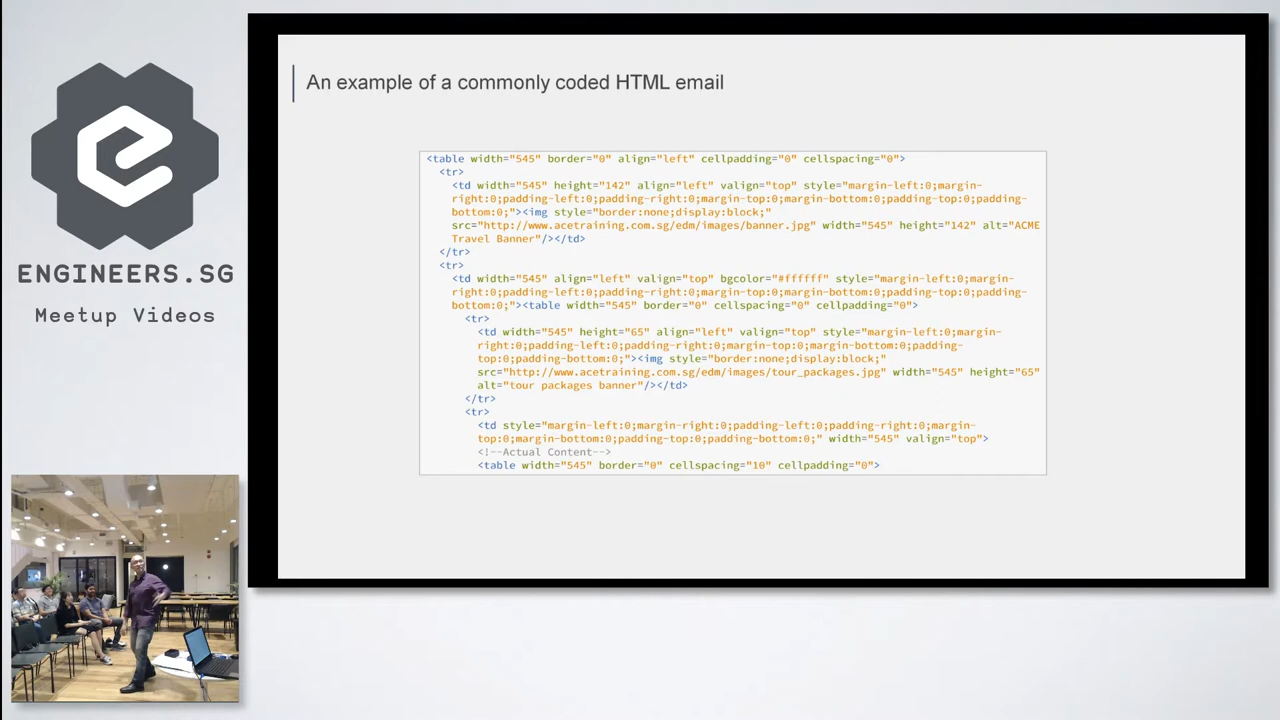 ENGINEERS.SG
Meetup Videos
An example of a commonly coded HTML email
<table width="545" border="0" align="left" cellpadding="0" cellspacing="0">
<tr>
<td width="545" height="142" align="left" valign="top" style="margin-left:0;margin-
right:0;padding-left:0;padding-right:0;margin-top:0;margin-bottom:0;padding-top:0;padding-
bottom:0;"><img style="border:none;display:block;"
src="http://www.acetraining.com.sg/edm/images/banner.jpg" width="545" height="142" alt="ACME
Travel Banner"/></td>
</tr>
<tr>
<td width="545" align="left" valign="top" bgcolor="#ffffff" style="margin-left:0;margin-
right:0;padding-left:0;padding-right:0;margin-top:0;margin-bottom:0;padding-top:0;padding-
bottom:0;"><table width="545" border="0" cellspacing="0" cellpadding="0">
<tr>
<td width="545" height="65" align="left" valign="top" style="margin-left:0;margin-
right:0;padding-left:0;padding-right:0;margin-top:0;margin-bottom:0;padding-
top:0;padding-bottom:0;"><img style="border:none;display:block;"
src="http://www.acetraining.com.sg/edm/images/tour_packages.jpg" width="545" height="65"
alt="tour packages banner"/></td>
</tr>
<tr>
<td style="margin-left:0;margin-right:0;padding-left:0;padding-right:0;margin-
top:0;margin-bottom:0;padding-top:0;padding-bottom:0;" width="545" valign="top">
<!--Actual Content-->
<table width="545" border="0" cellspacing="10" cellpadding="0">